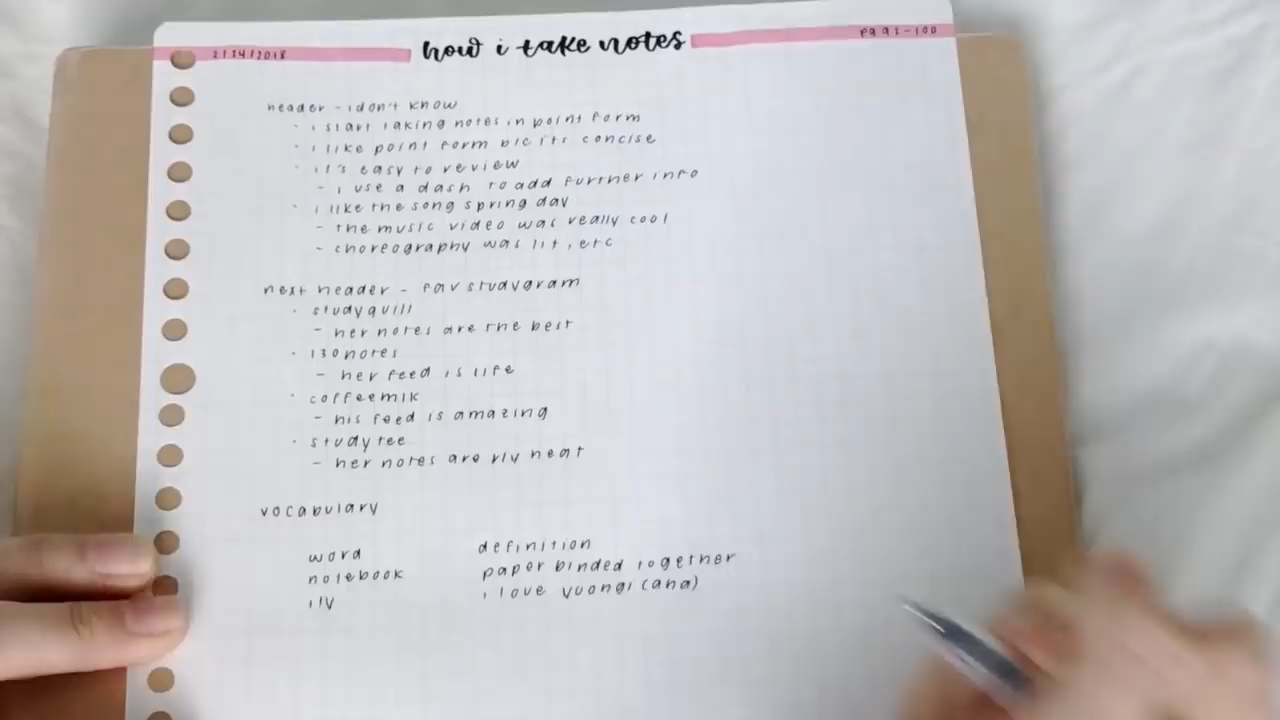 2/14/2018 how i take notes pg 91-100
header - i don't know
· i start taking notes in point form
· i like point form b/c it's concise
· it's easy to review
- i use a dash to add further info
· i like the song spring day
- the music video was really cool
- choreography was lit, etc
next header - fav studygram
· studyquill
- her notes are the best
· 130notes
- her feed is life
· coffeemik
- his feed is amazing
· studytee
- her notes are rly neat
vocabulary
word definition
notebook paper binded together
ily i love yoongi (ana)